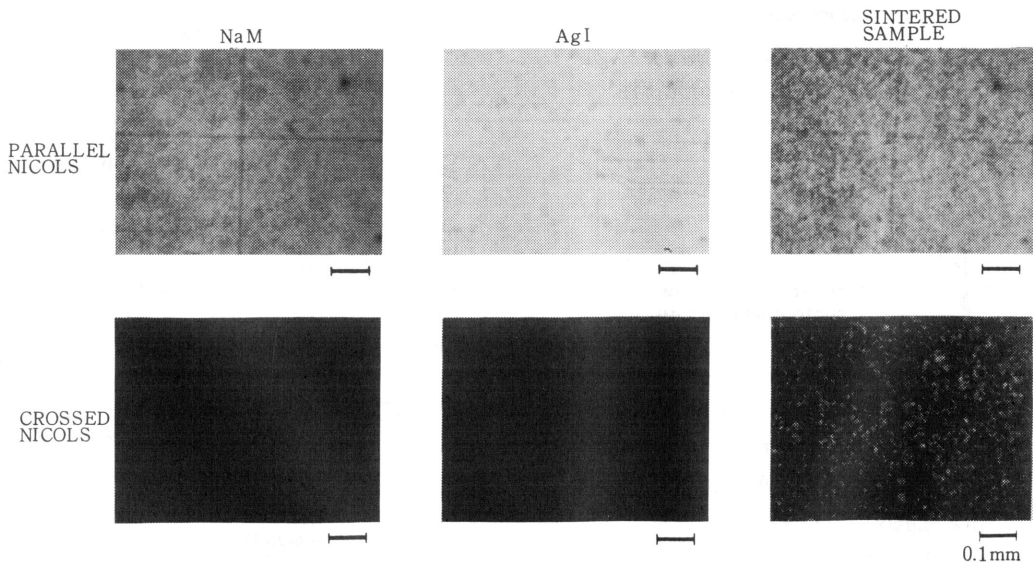 NaM
AgI
SINTERED
SAMPLE
PARALLEL
NICOLS
CROSSED
NICOLS
0.1mm